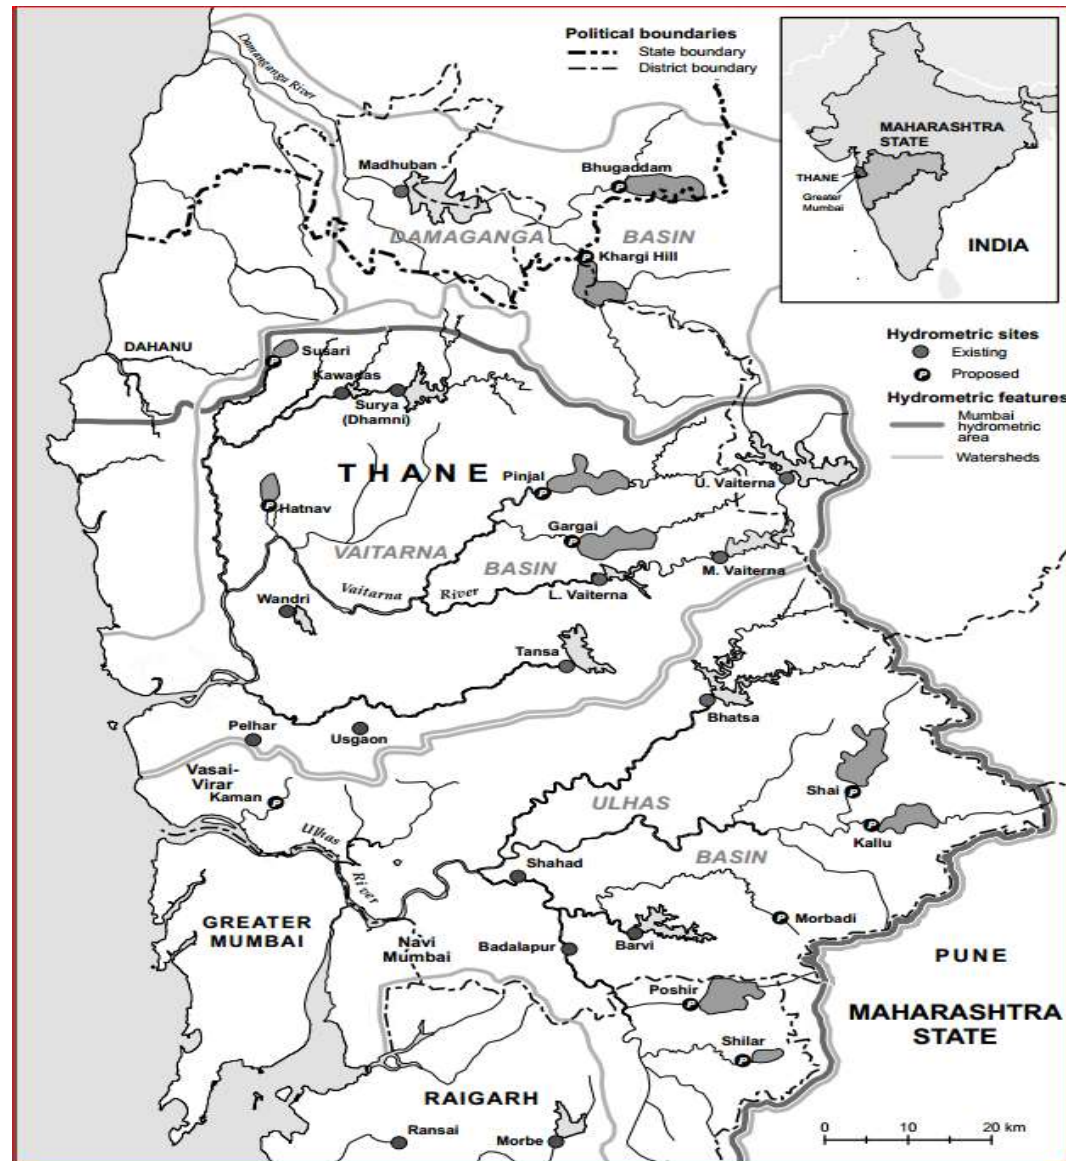 Political boundaries
State boundary
District boundary
MAHARASHTRA
STATE
THANE
Greater
Mumbai
INDIA
Damanganga River
Madhuban
Bhugaddam
DAMAGANGA
BASIN
Khargi Hill
Hydrometric sites
Existing
P Proposed
Hydrometric features
Mumbai
hydrometric
area
Watersheds
DAHANU
Susari
P
Kawadas
Surya
(Dhamni)
THANE
Pinjal
P
U. Vaiterna
Hatnav
P
Gargai
P
VAITARNA
BASIN
M. Vaiterna
L. Vaiterna
Vaitarna
River
Wandri
Tansa
Bhatsa
Pelhar
Usgaon
Vasai-
Virar
Kaman
P
Shai
P
ULHAS
Kallu
P
Ulhas
River
BASIN
Shahad
GREATER
MUMBAI
Navi
Mumbai
Badalapur
Barvi
P
Morbadi
PUNE
Poshir
P
MAHARASHTRA
STATE
Shilar
P
RAIGARH
Ransai
Morbe
0 10 20 km